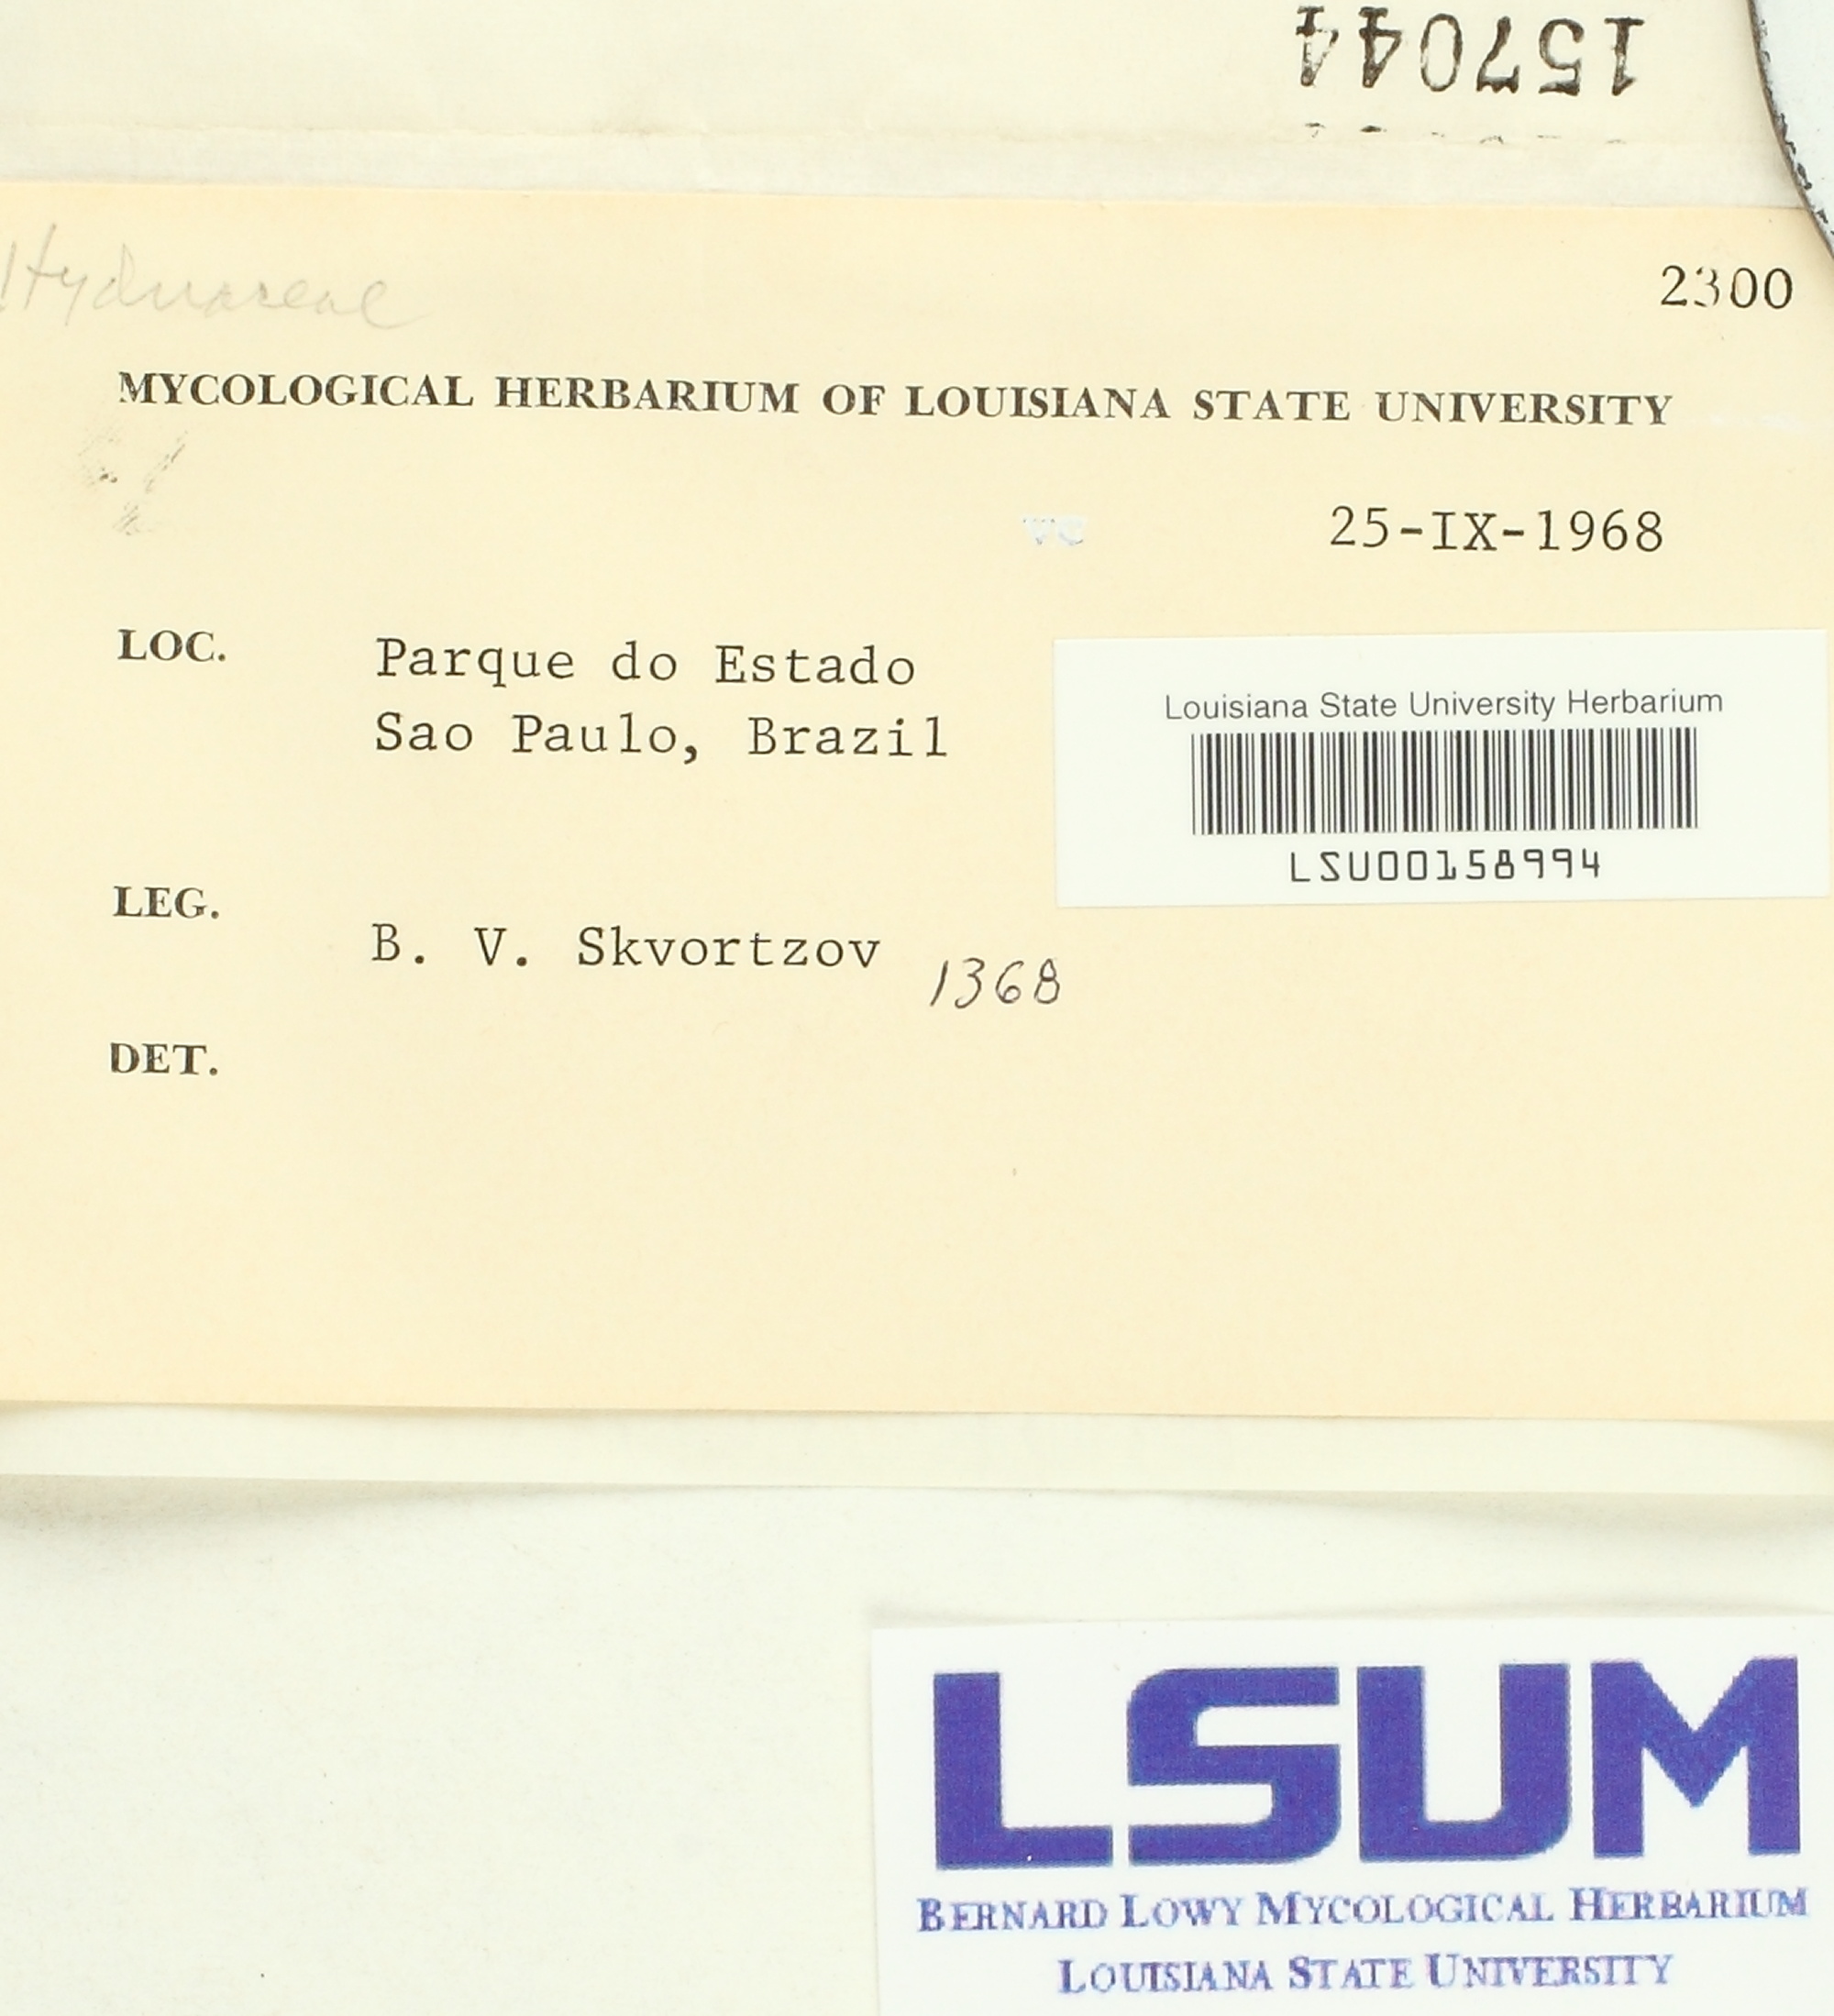 157044
Hydnaceae
2300
MYCOLOGICAL HERBARIUM OF LOUISIANA STATE UNIVERSITY
25-IX-1968
LOC. Parque do Estado
Sao Paulo, Brazil
Louisiana State University Herbarium
LSU00158994
LEG. B. V. Skvortzov 1368
DET.
LSUM
BERNARD LOWY MYCOLOGICAL HERBARIUM
LOUISIANA STATE UNIVERSITY